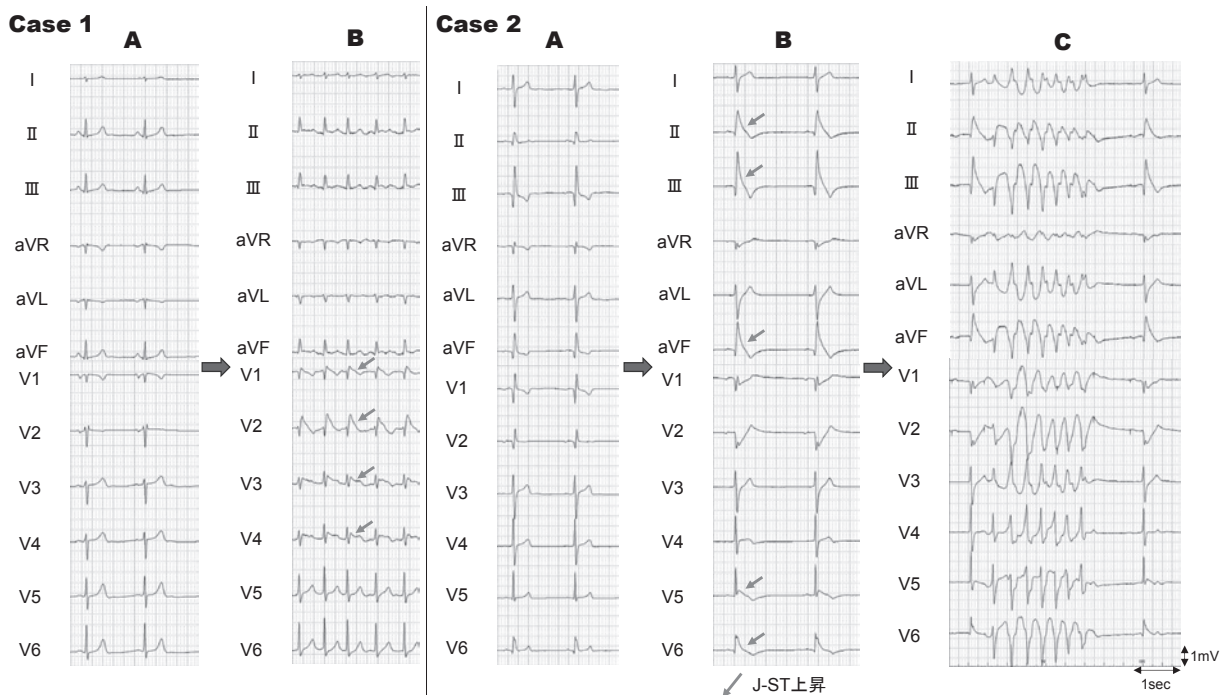 Case 1
A
B
I
II
III
aVR
aVL
aVF
V1
V2
V3
V4
V5
V6
I
II
III
aVR
aVL
aVF
V1
V2
V3
V4
V5
V6
Case 2
A
B
C
I
II
III
aVR
aVL
aVF
V1
V2
V3
V4
V5
V6
I
II
III
aVR
aVL
aVF
V1
V2
V3
V4
V5
V6
I
II
III
aVR
aVL
aVF
V1
V2
V3
V4
V5
V6
J-ST上昇
1mV
1sec